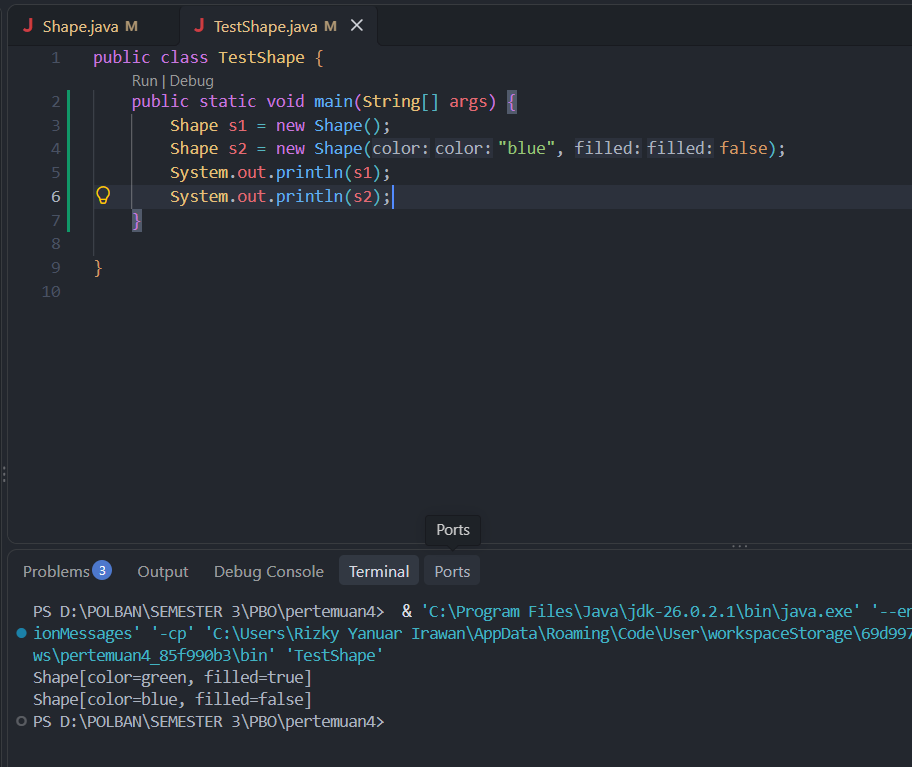 J Shape.java M J TestShape.java M ×
1 public class TestShape {
Run | Debug
2 public static void main(String[] args) {
3 Shape s1 = new Shape();
4 Shape s2 = new Shape(color: color: "blue", filled: filled: false);
5 System.out.println(s1);
6 System.out.println(s2);
7 }
8
9 }
10
Ports
Problems 3 Output Debug Console Terminal Ports
PS D:\POLBAN\SEMESTER 3\PBO\pertemuan4> & 'C:\Program Files\Java\jdk-26.0.2.1\bin\java.exe' '--en
ionMessages' '-cp' 'C:\Users\Rizky Yanuar Irawan\AppData\Roaming\Code\User\workspaceStorage\69d997
ws\pertemuan4_85f990b3\bin' 'TestShape'
Shape[color=green, filled=true]
Shape[color=blue, filled=false]
PS D:\POLBAN\SEMESTER 3\PBO\pertemuan4>